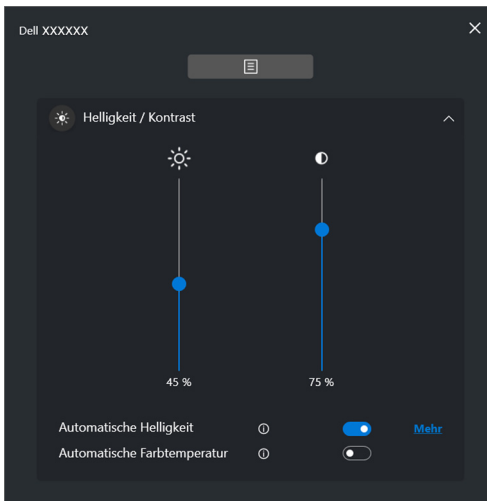 Dell XXXXXX
Helligkeit / Kontrast
45 %
75 %
Automatische Helligkeit
Mehr
Automatische Farbtemperatur